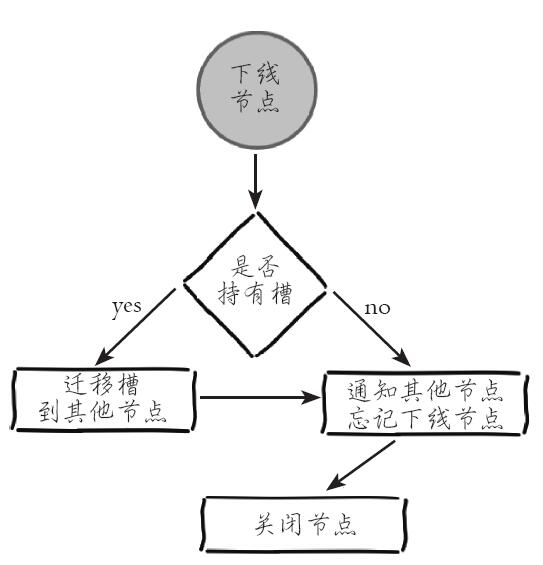 下线
节点
是否
持有槽
yes
no
迁移槽
到其他节点
通知其他节点
忘记下线节点
关闭节点